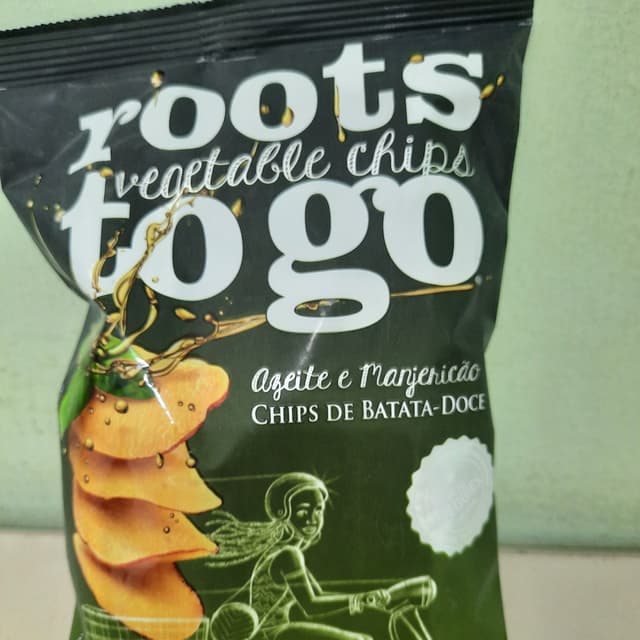 roots
vegetable chips
to go
Azeite e Manjericão
CHIPS DE BATATA-DOCE